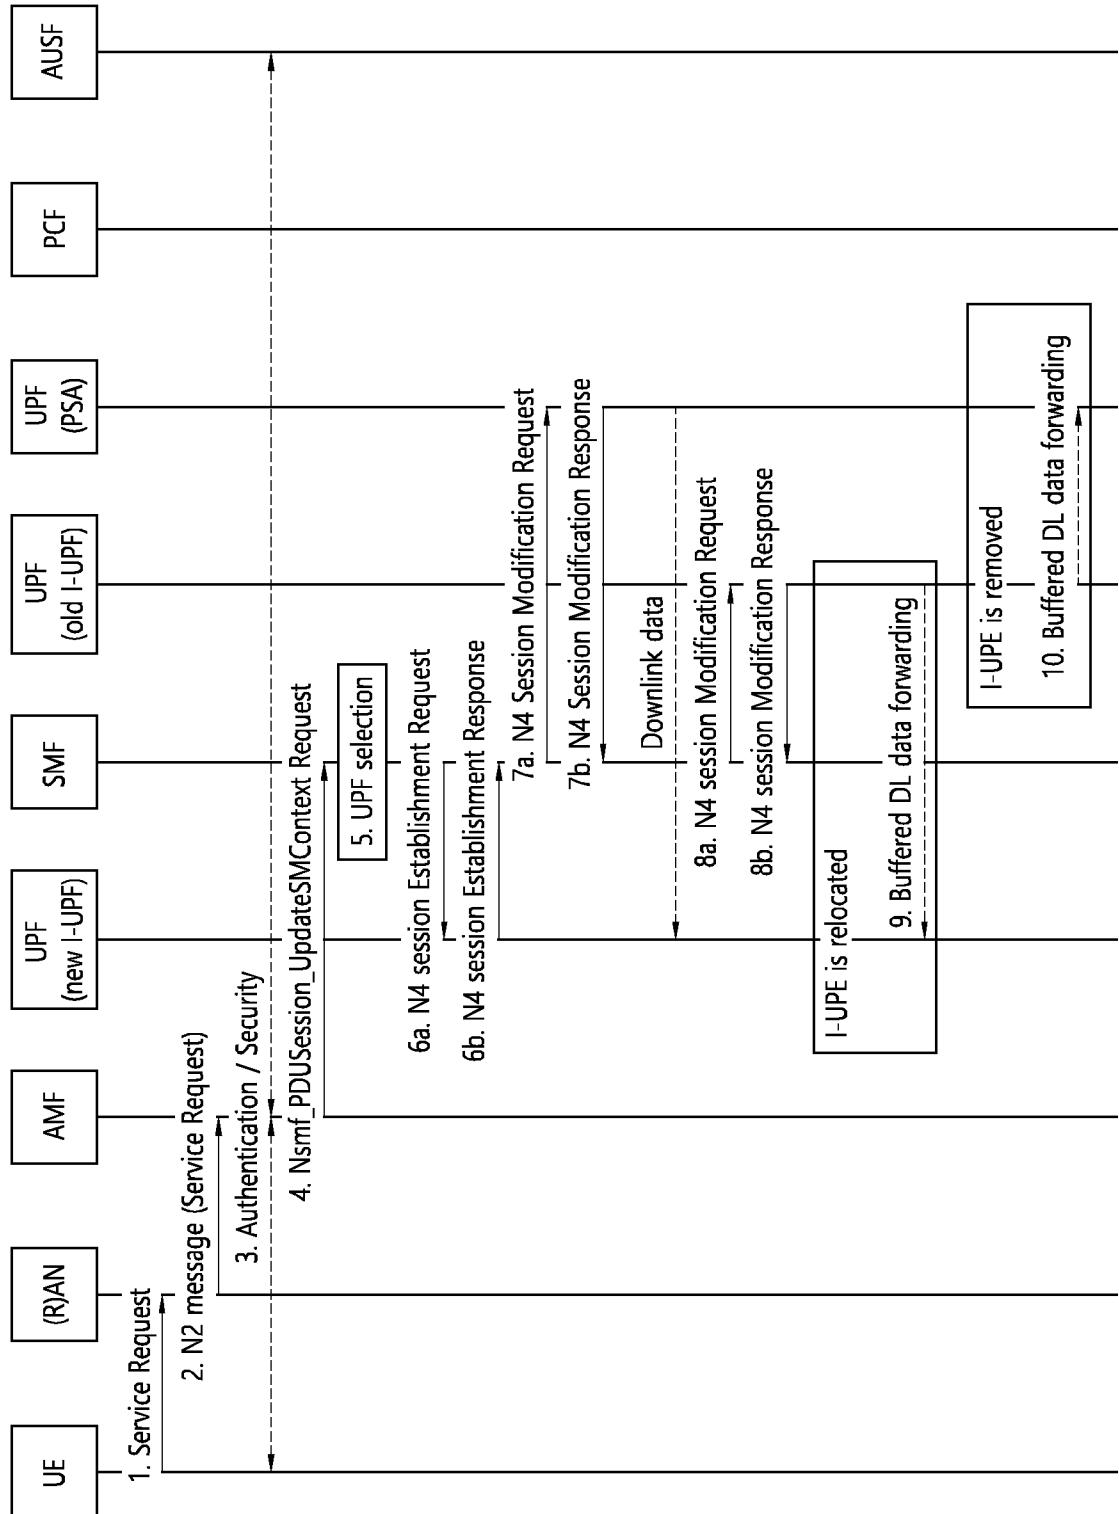 UE
(R)AN
AMF
UPF
(new I-UPF)
SMF
UPF
(old I-UPF)
UPF
(PSA)
PCF
AUSF
1. Service Request
2. N2 message (Service Request)
3. Authentication / Security
4. Nsmf_PDUSession_UpdateSMContext Request
5. UPF selection
6a. N4 session Establishment Request
6b. N4 session Establishment Response
7a. N4 Session Modification Request
7b. N4 Session Modification Response
Downlink data
8a. N4 session Modification Request
8b. N4 session Modification Response
I-UPE is relocated
9. Buffered DL data forwarding
I-UPE is removed
10. Buffered DL data forwarding